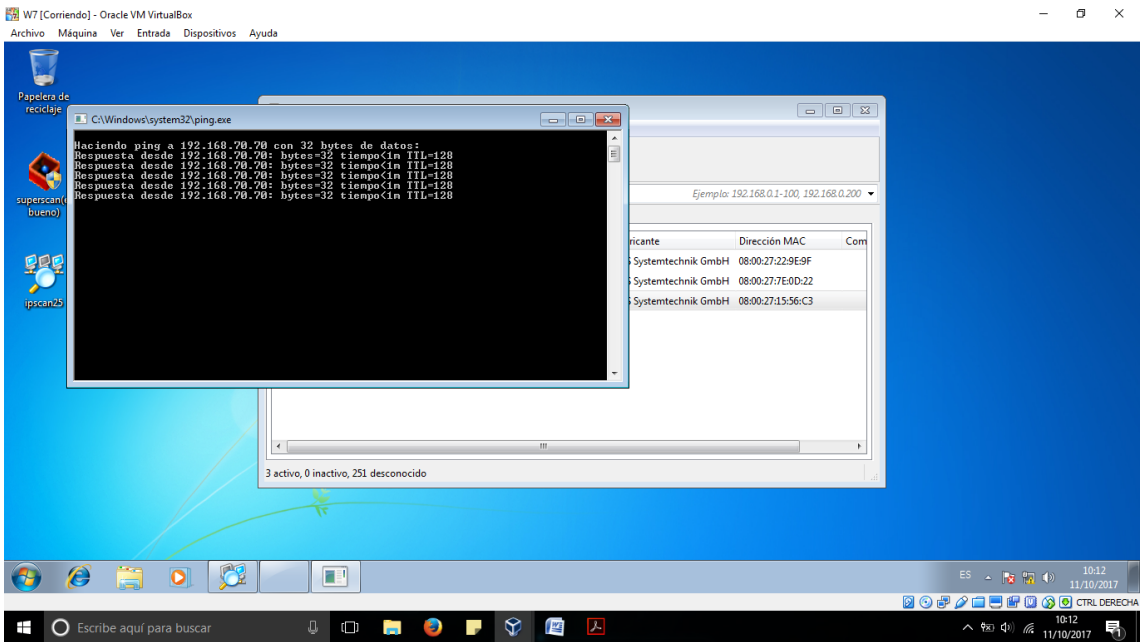 W7 [Corriendo] - Oracle VM VirtualBox
Archivo Máquina Ver Entrada Dispositivos Ayuda
Papelera de
reciclaje
C:\Windows\system32\ping.exe
Haciendo ping a 192.168.70.70 con 32 bytes de datos:
Respuesta desde 192.168.70.70: bytes=32 tiempo<1m TTL=128
Respuesta desde 192.168.70.70: bytes=32 tiempo<1m TTL=128
Respuesta desde 192.168.70.70: bytes=32 tiempo<1m TTL=128
Respuesta desde 192.168.70.70: bytes=32 tiempo<1m TTL=128
Respuesta desde 192.168.70.70: bytes=32 tiempo<1m TTL=128
superscan(e
bueno)
ipscan25
Ejemplo: 192.168.0.1-100, 192.168.0.200
ricante Dirección MAC Com
S Systemtechnik GmbH 08:00:27:22:9E:9F
S Systemtechnik GmbH 08:00:27:7E:0D:22
S Systemtechnik GmbH 08:00:27:15:56:C3
3 activo, 0 inactivo, 251 desconocido
ES
10:12
11/10/2017
CTRL DERECHA
Escribe aquí para buscar
10:12
11/10/2017